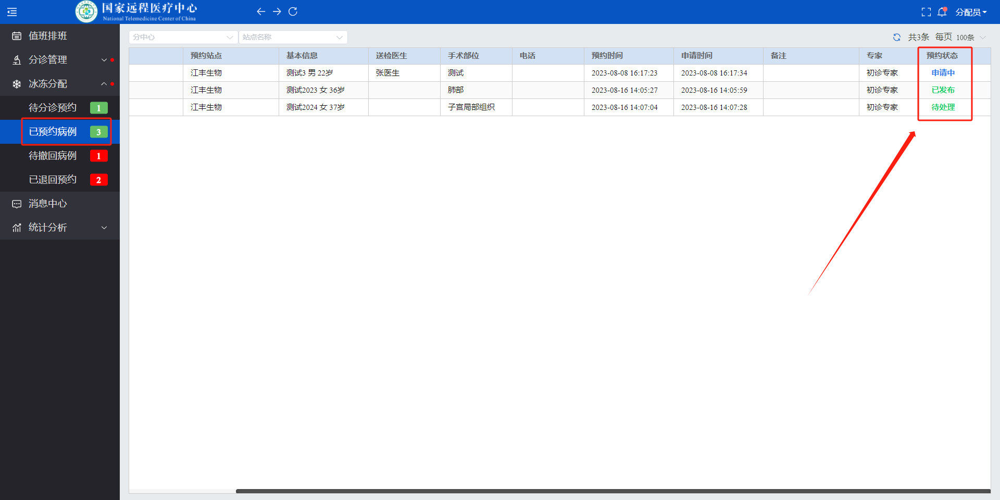 国家远程医疗中心
National Telemedicine Center of China
分配员
值班排班
分诊管理
冰冻分配
待分诊预约 1
已预约病例 3
待撤回病例 1
已退回预约 2
消息中心
统计分析
分中心 站点名称 共3条 每页 100条
预约站点 基本信息 送检医生 手术部位 电话 预约时间 申请时间 备注 专家 预约状态
江丰生物 测试3 男 22岁 张医生 测试 2023-08-08 16:17:23 2023-08-08 16:17:34 初诊专家 申请中
江丰生物 测试2023 女 36岁 肺部 2023-08-16 14:05:27 2023-08-16 14:05:59 初诊专家 已发布
江丰生物 测试2024 女 37岁 子宫局部组织 2023-08-16 14:07:04 2023-08-16 14:07:28 初诊专家 待处理